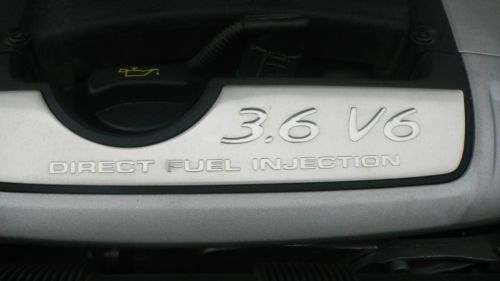 3.6 V6
DIRECT FUEL INJECTION